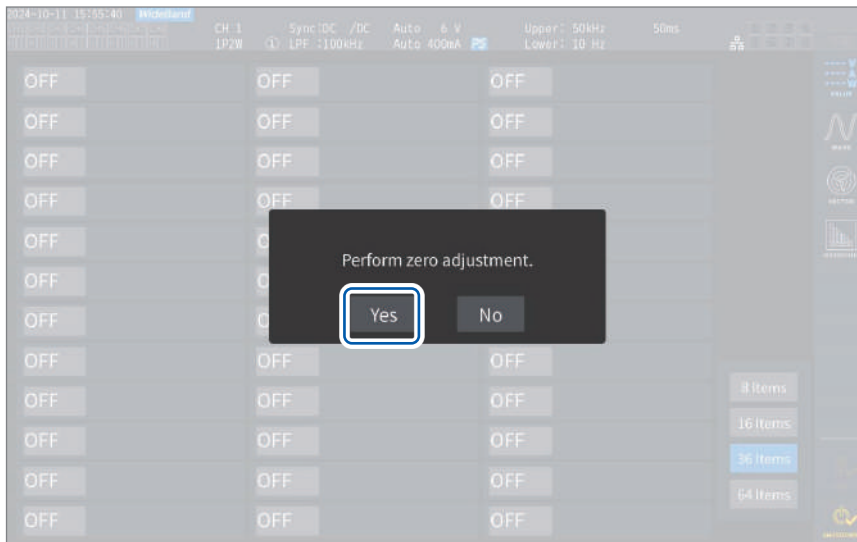 2024-10-11 15:55:40 Wideband
CH 1 Sync:DC /DC Auto 6 V Upper: 50kHz 50ms
1P2W ① LPF :100kHz Auto 400mA PS Lower: 10 Hz
OFF OFF OFF
OFF OFF OFF
OFF OFF OFF
OFF OFF OFF
OFF
Perform zero adjustment.
OFF
OFF
Yes No
OFF OFF OFF
OFF OFF OFF
OFF OFF OFF
OFF OFF OFF
OFF OFF OFF
8 Items
16 Items
36 Items
64 Items
VALUE
WAVE
VECTOR